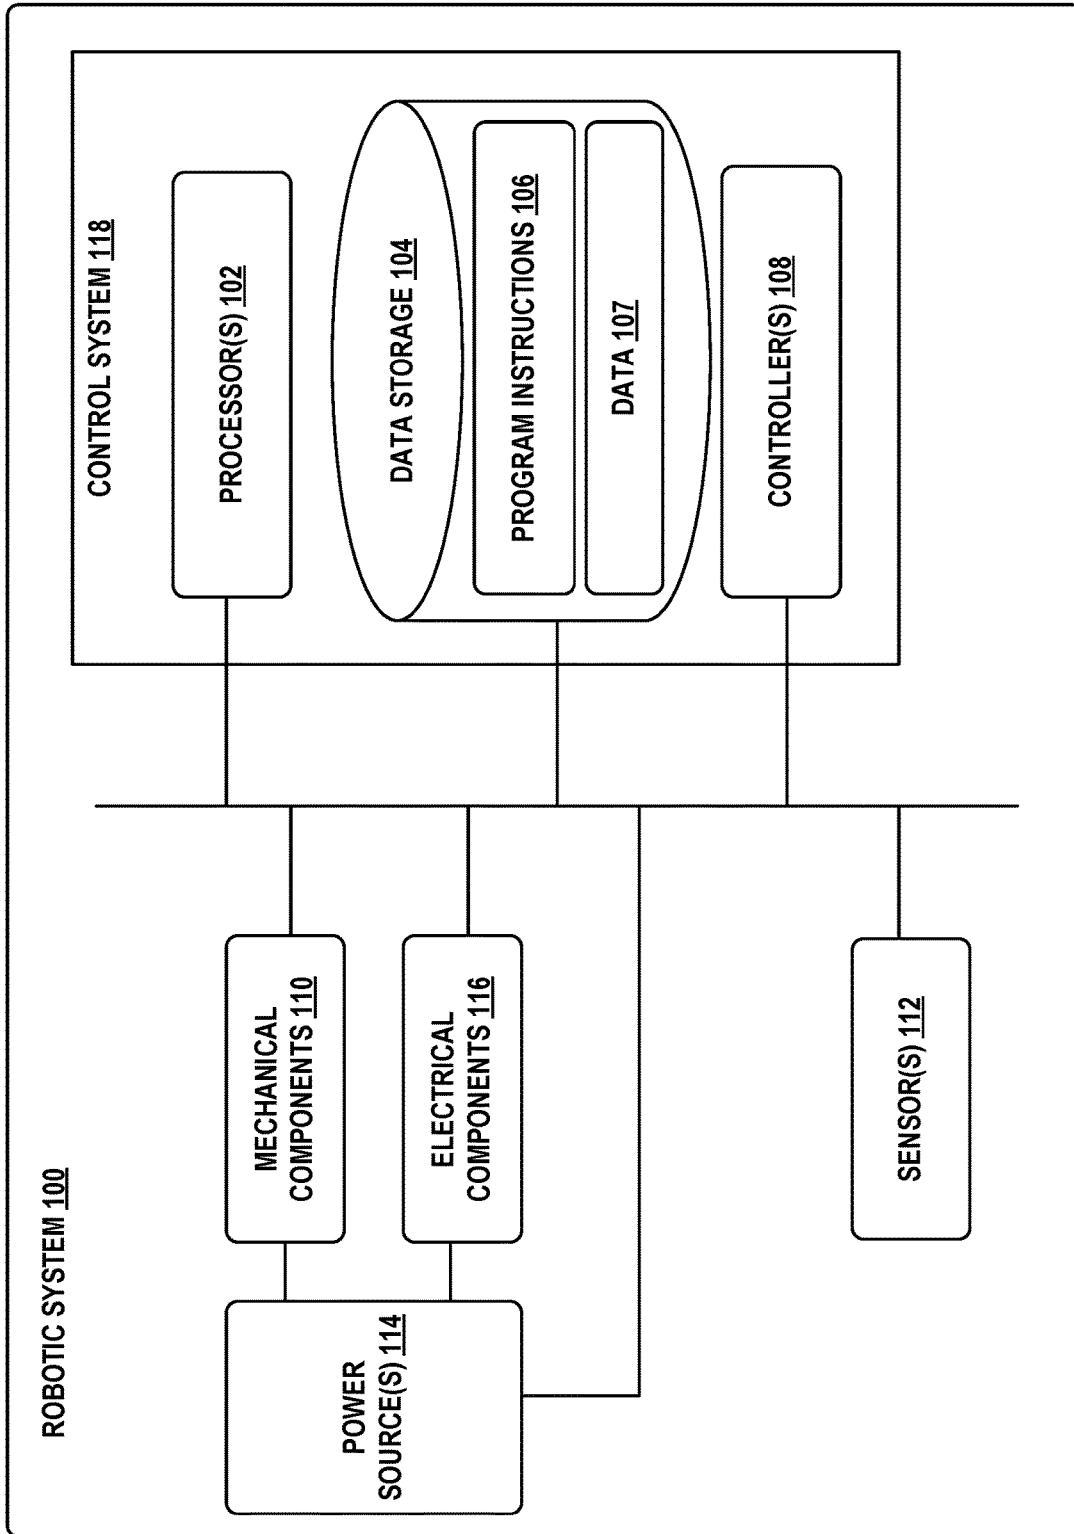 ROBOTIC SYSTEM 100
CONTROL SYSTEM 118
POWER
SOURCE(S) 114
MECHANICAL
COMPONENTS 110
ELECTRICAL
COMPONENTS 116
SENSOR(S) 112
PROCESSOR(S) 102
DATA STORAGE 104
PROGRAM INSTRUCTIONS 106
DATA 107
CONTROLLER(S) 108